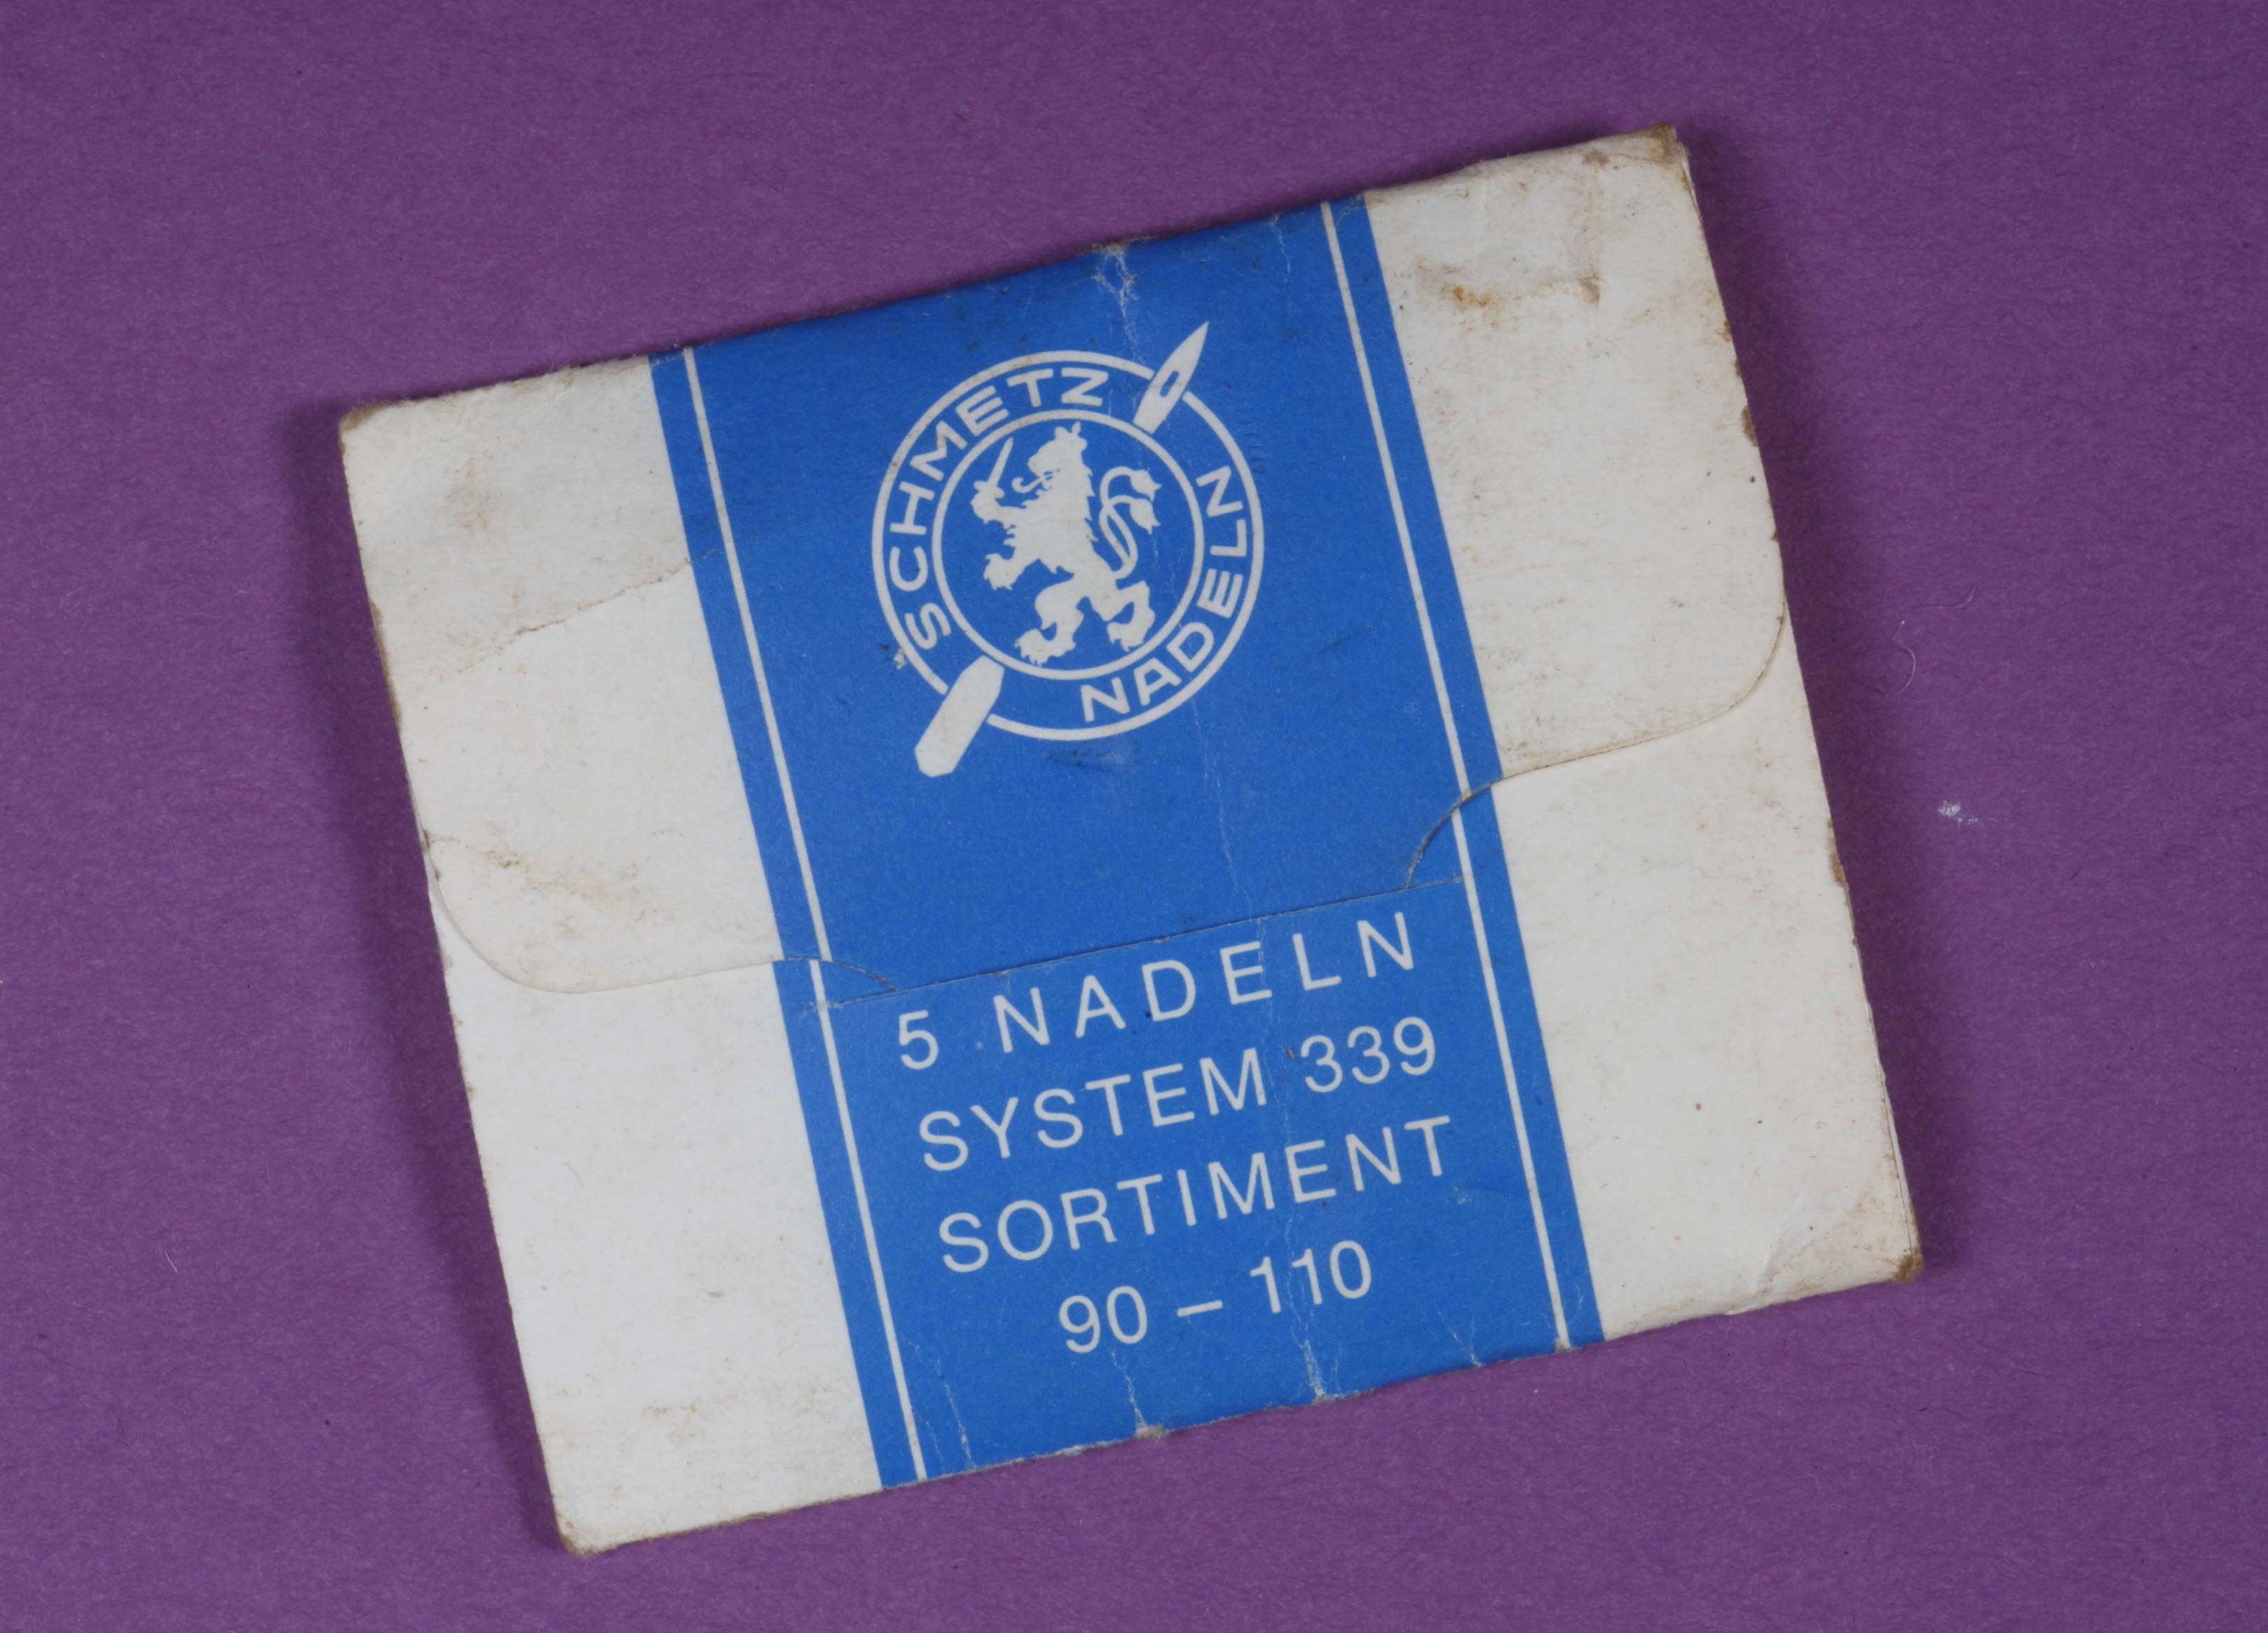 SCHMETZ
NADELN
5 NADELN
SYSTEM 339
SORTIMENT
90 – 110